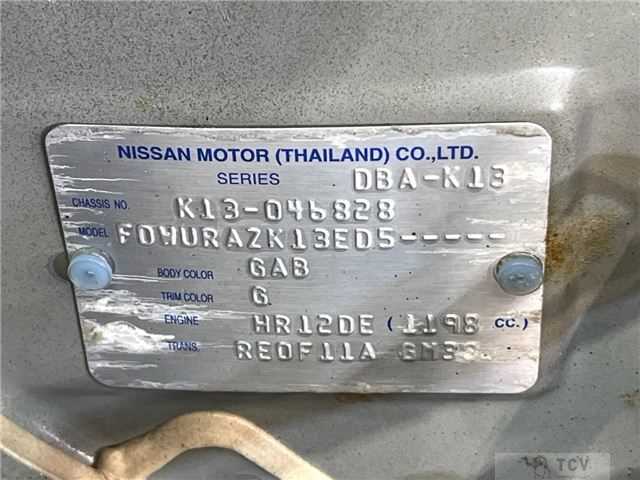 NISSAN MOTOR (THAILAND) CO.,LTD.
SERIES DBA-K13
CHASSIS NO. K13-046828
MODEL FDYURAZK13ED5-----
BODY COLOR GAB
TRIM COLOR G
ENGINE HR12DE (1198 CC.)
TRANS. RE0F11A
TCV